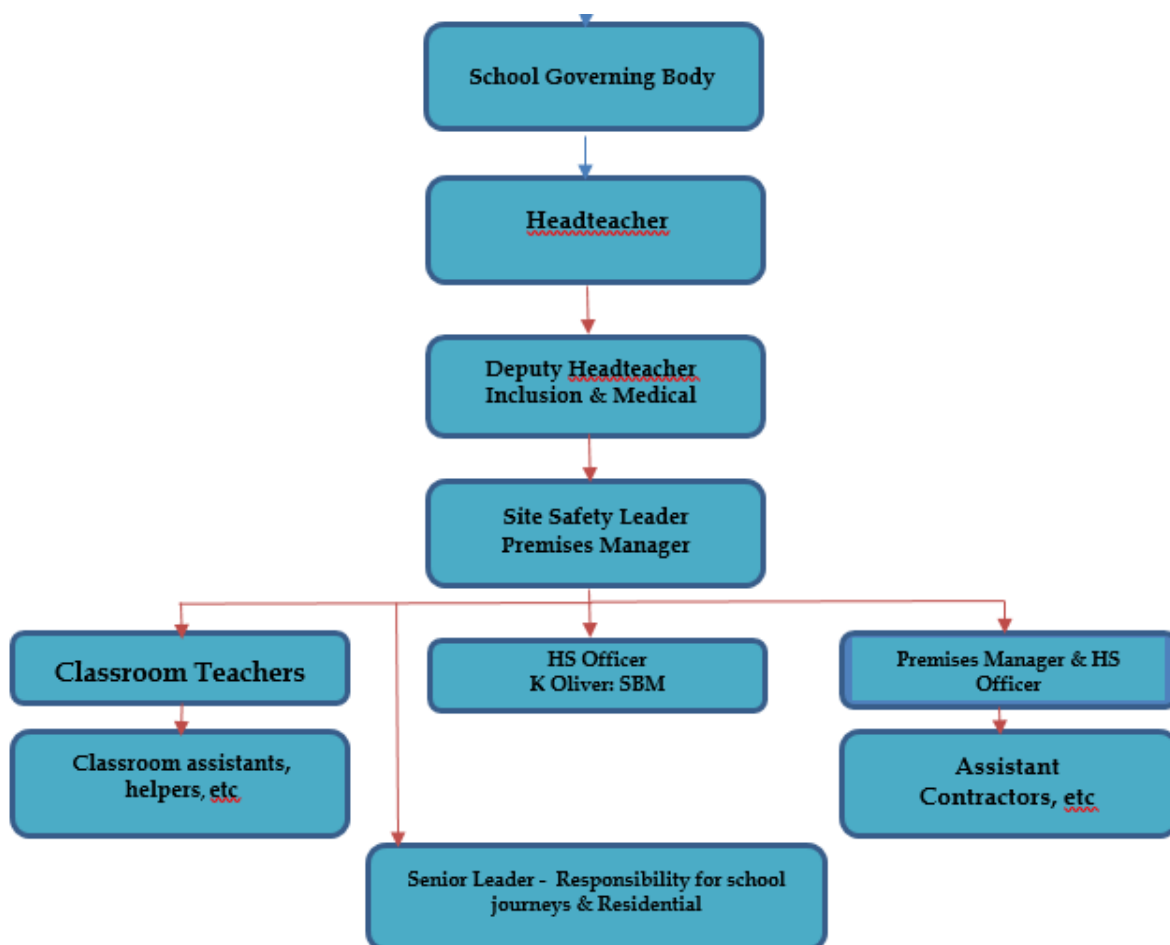 School Governing Body
Headteacher
Deputy Headteacher
Inclusion & Medical
Site Safety Leader
Premises Manager
Classroom Teachers
HS Officer
K Oliver: SBM
Premises Manager & HS
Officer
Classroom assistants,
helpers, etc
Assistant
Contractors, etc
Senior Leader - Responsibility for school
journeys & Residential